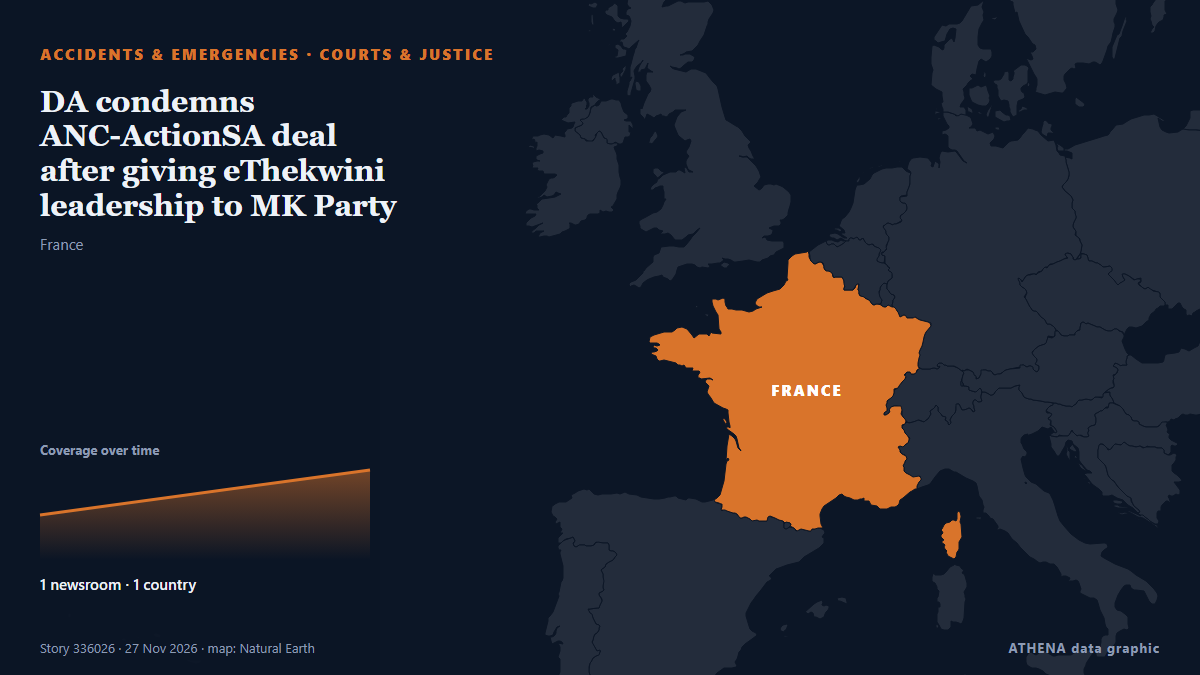 ACCIDENTS & EMERGENCIES · COURTS & JUSTICE
DA condemns
ANC-ActionSA deal
after giving eThekwini
leadership to MK Party
France
FRANCE
Coverage over time
1 newsroom · 1 country
Story 336026 · 27 Nov 2026 · map: Natural Earth
ATHENA data graphic